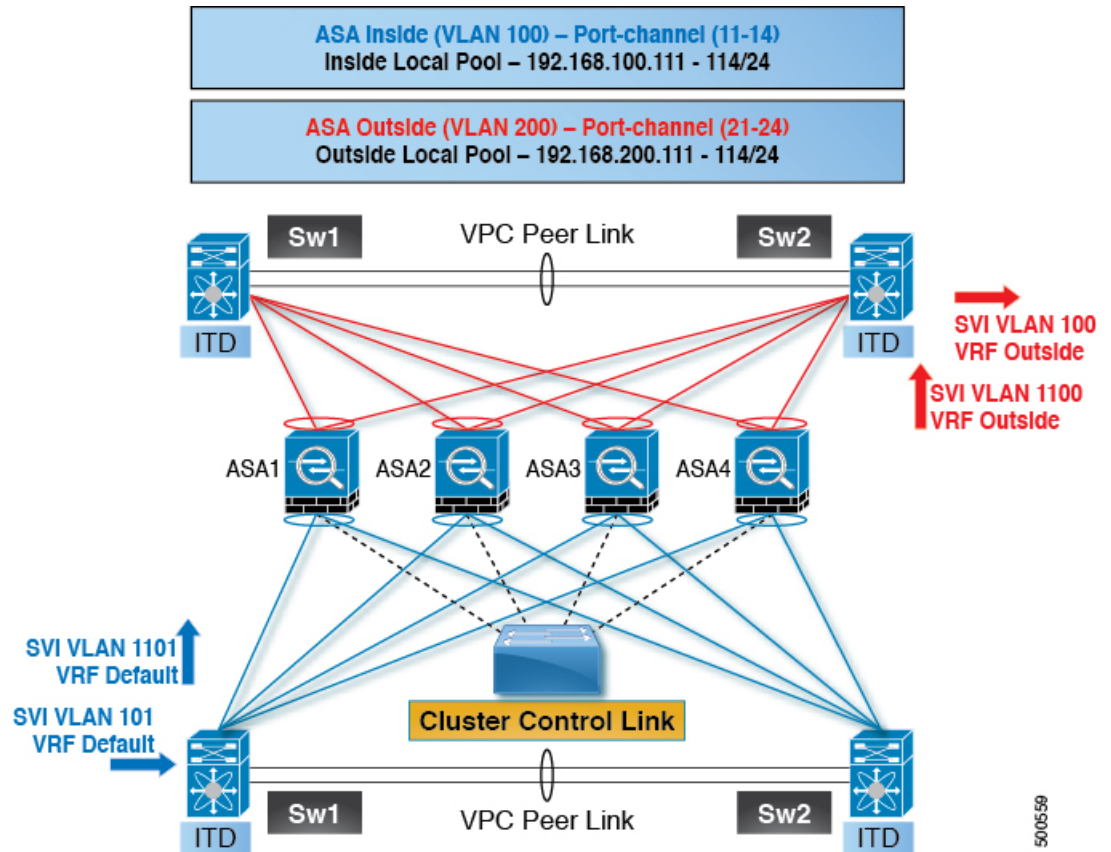 ASA Inside (VLAN 100) – Port-channel (11-14)
Inside Local Pool – 192.168.100.111 - 114/24
ASA Outside (VLAN 200) – Port-channel (21-24)
Outside Local Pool – 192.168.200.111 - 114/24
Sw1
VPC Peer Link
Sw2
ITD
ITD
SVI VLAN 100
VRF Outside
SVI VLAN 1100
VRF Outside
ASA1
ASA2
ASA3
ASA4
SVI VLAN 1101
VRF Default
SVI VLAN 101
VRF Default
Cluster Control Link
Sw1
VPC Peer Link
Sw2
ITD
ITD
500559